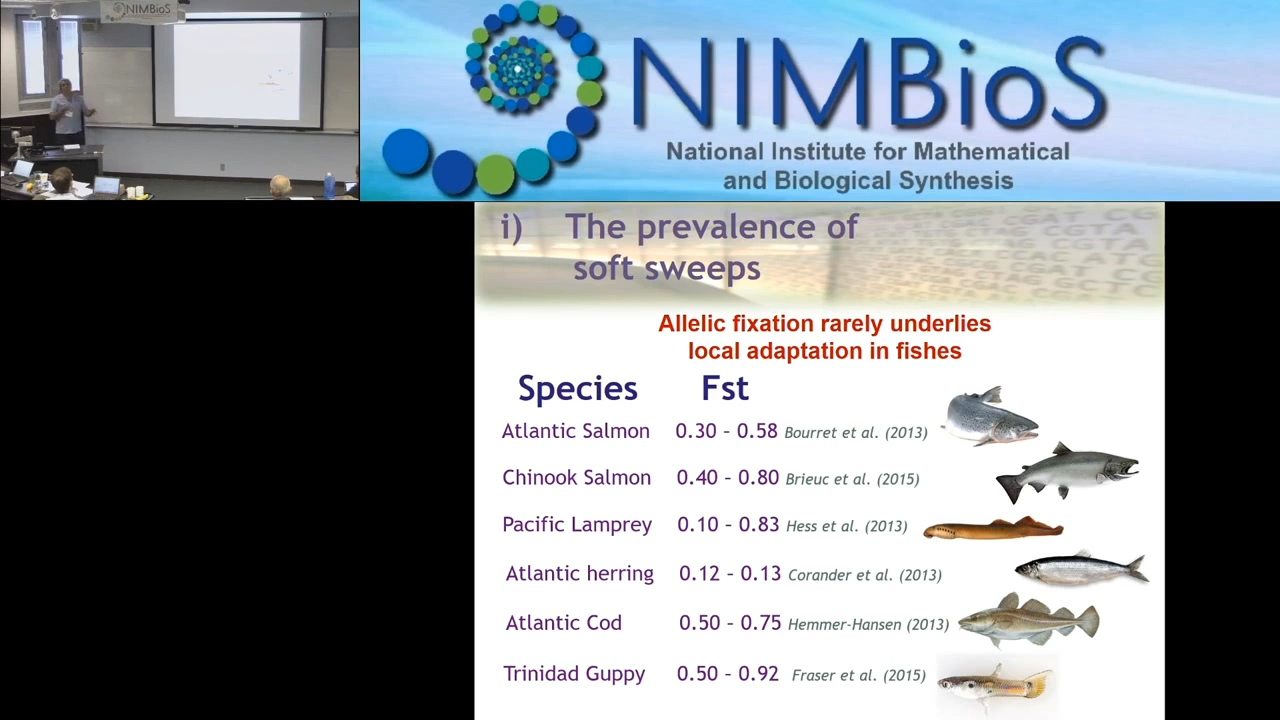 NIMBioS
NIMBioS
National Institute for Mathematical
and Biological Synthesis
i) The prevalence of
soft sweeps
Allelic fixation rarely underlies
local adaptation in fishes
Species Fst
Atlantic Salmon 0.30 – 0.58 Bourret et al. (2013)
Chinook Salmon 0.40 – 0.80 Brieuc et al. (2015)
Pacific Lamprey 0.10 – 0.83 Hess et al. (2013)
Atlantic herring 0.12 – 0.13 Corander et al. (2013)
Atlantic Cod 0.50 – 0.75 Hemmer-Hansen (2013)
Trinidad Guppy 0.50 – 0.92 Fraser et al. (2015)